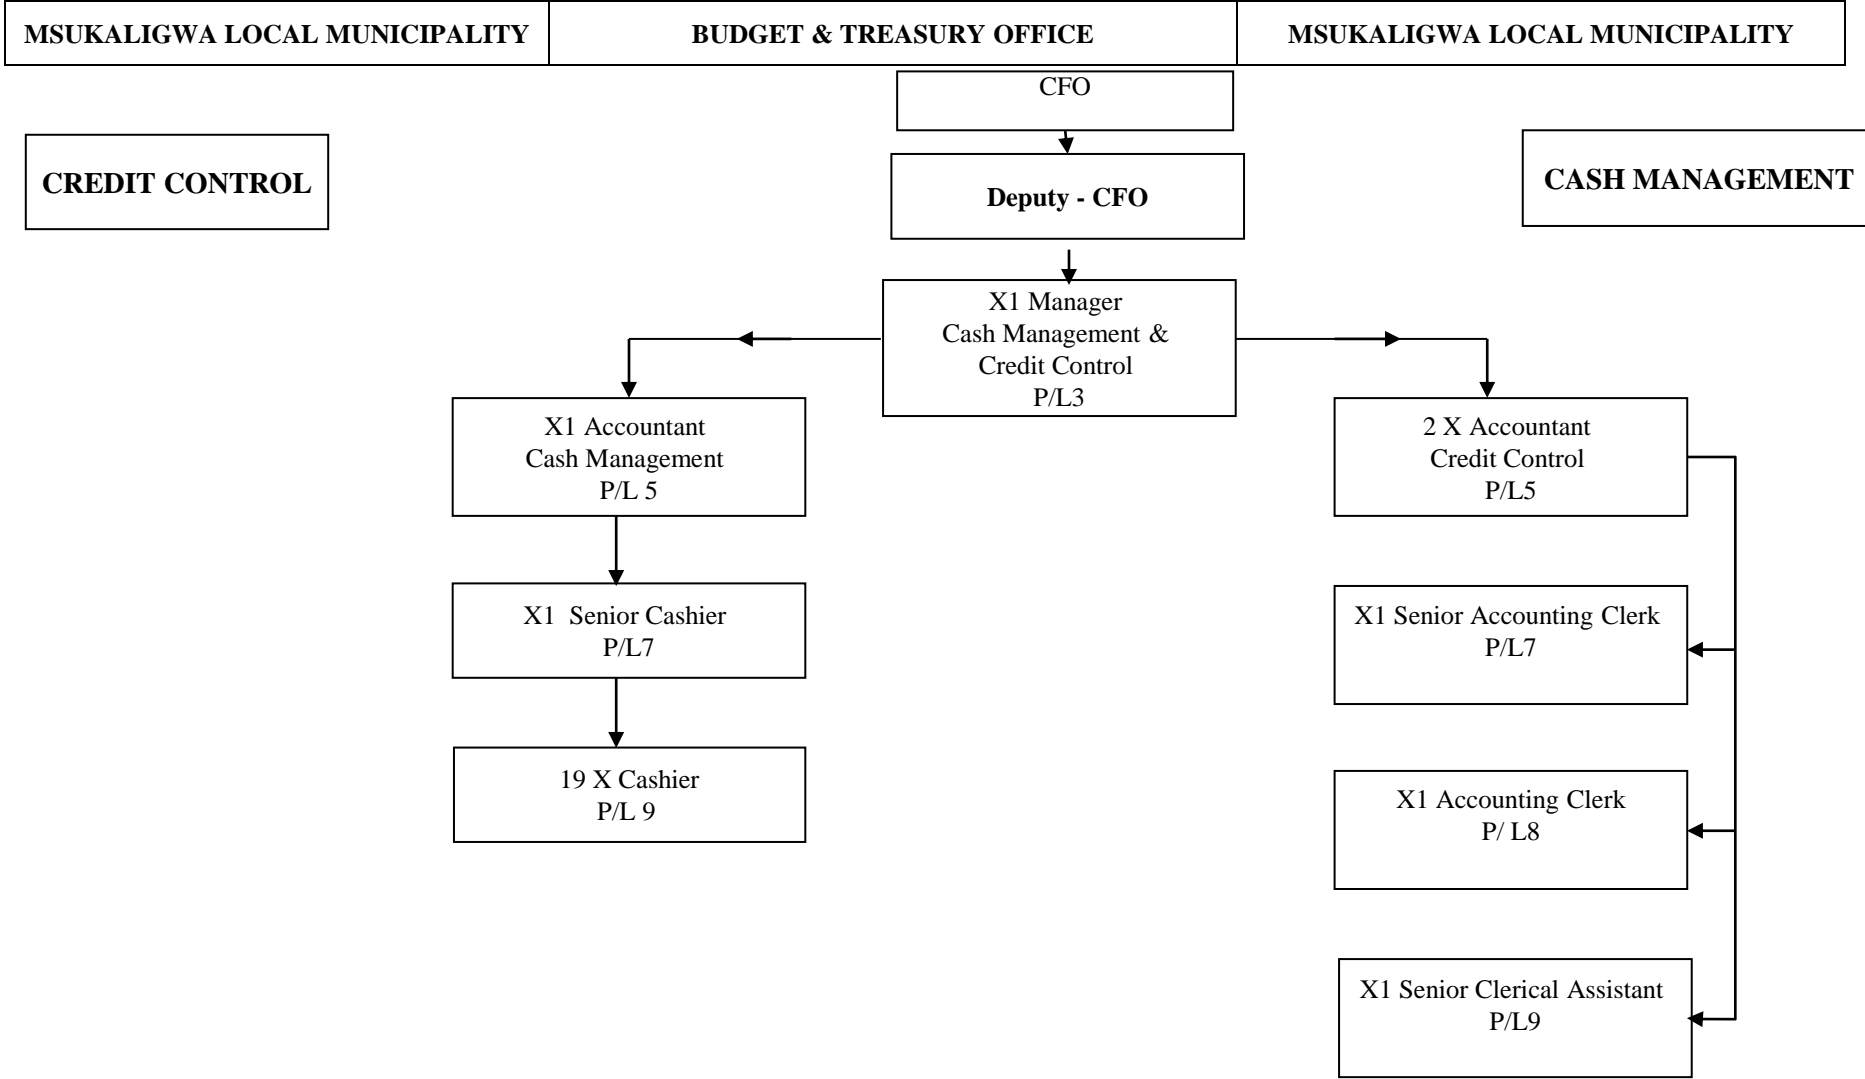 MSUKALIGWA LOCAL MUNICIPALITY
BUDGET & TREASURY OFFICE
MSUKALIGWA LOCAL MUNICIPALITY
CFO
CREDIT CONTROL
Deputy - CFO
CASH MANAGEMENT
X1 Manager
Cash Management &
Credit Control
P/L3
X1 Accountant
Cash Management
P/L 5
2 X Accountant
Credit Control
P/L5
X1  Senior Cashier
P/L7
X1 Senior Accounting Clerk
P/L7
19 X Cashier
P/L 9
X1 Accounting Clerk
P/ L8
X1 Senior Clerical Assistant
P/L9